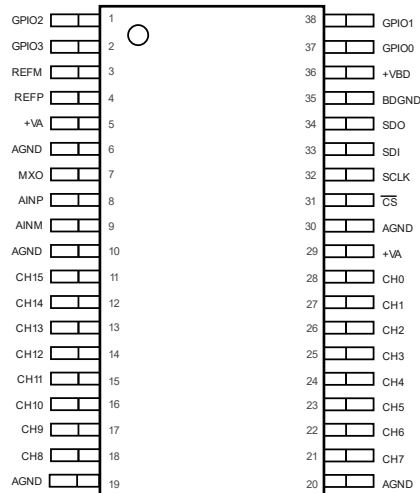 GPIO2 1 38 GPIO1
GPIO3 2 37 GPIO0
REFM 3 36 +VBD
REFP 4 35 BDGND
+VA 5 34 SDO
AGND 6 33 SDI
MXO 7 32 SCLK
AINP 8 31 C̅S̅
AINM 9 30 AGND
AGND 10 29 +VA
CH15 11 28 CH0
CH14 12 27 CH1
CH13 13 26 CH2
CH12 14 25 CH3
CH11 15 24 CH4
CH10 16 23 CH5
CH9 17 22 CH6
CH8 18 21 CH7
AGND 19 20 AGND